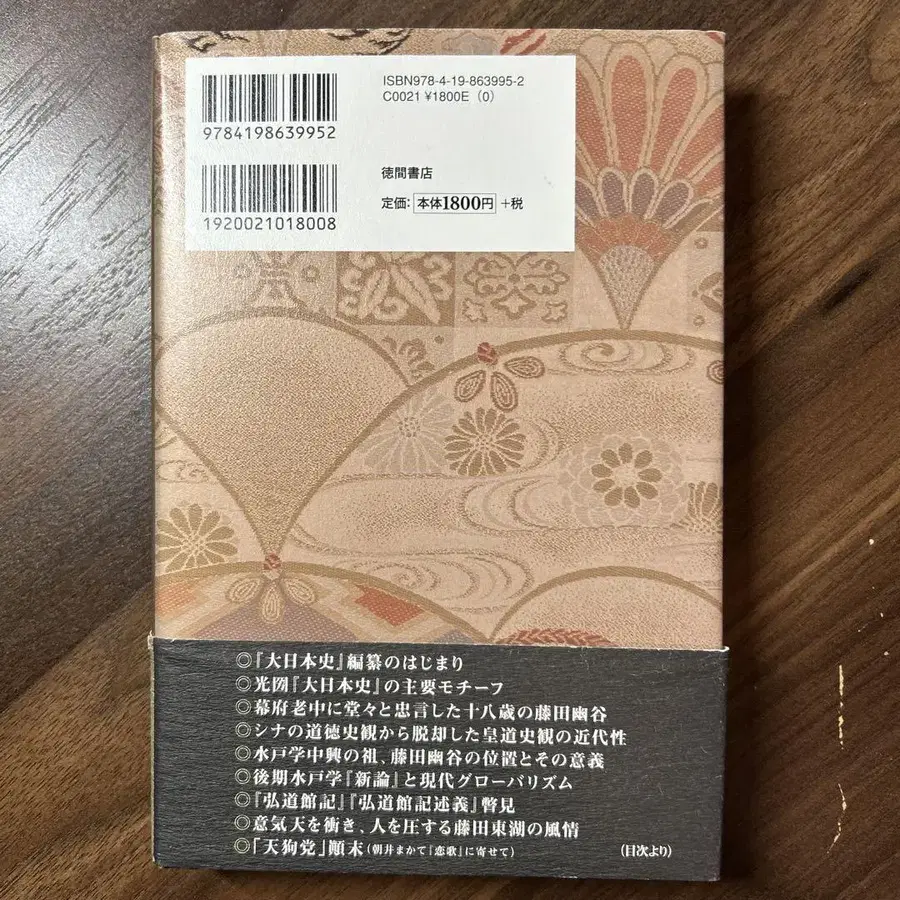 ISBN978-4-19-863995-2
C0021 ¥1800E (0)
9784198639952
徳間書店
定価: 本体1800円 +税
1920021018008
◎『大日本史』編纂のはじまり
◎光圀『大日本史』の主要モチーフ
◎幕府老中に堂々と忠言した十八歳の藤田幽谷
◎シナの道徳史観から脱却した皇道史観の近代性
◎水戸学中興の祖、藤田幽谷の位置とその意義
◎後期水戸学『新論』と現代グローバリズム
◎『弘道館記』『弘道館記述義』瞥見
◎意気天を衝き、人を圧する藤田東湖の風情
◎「天狗党」顚末(朝井まかて『恋歌』に寄せて)
(目次より)